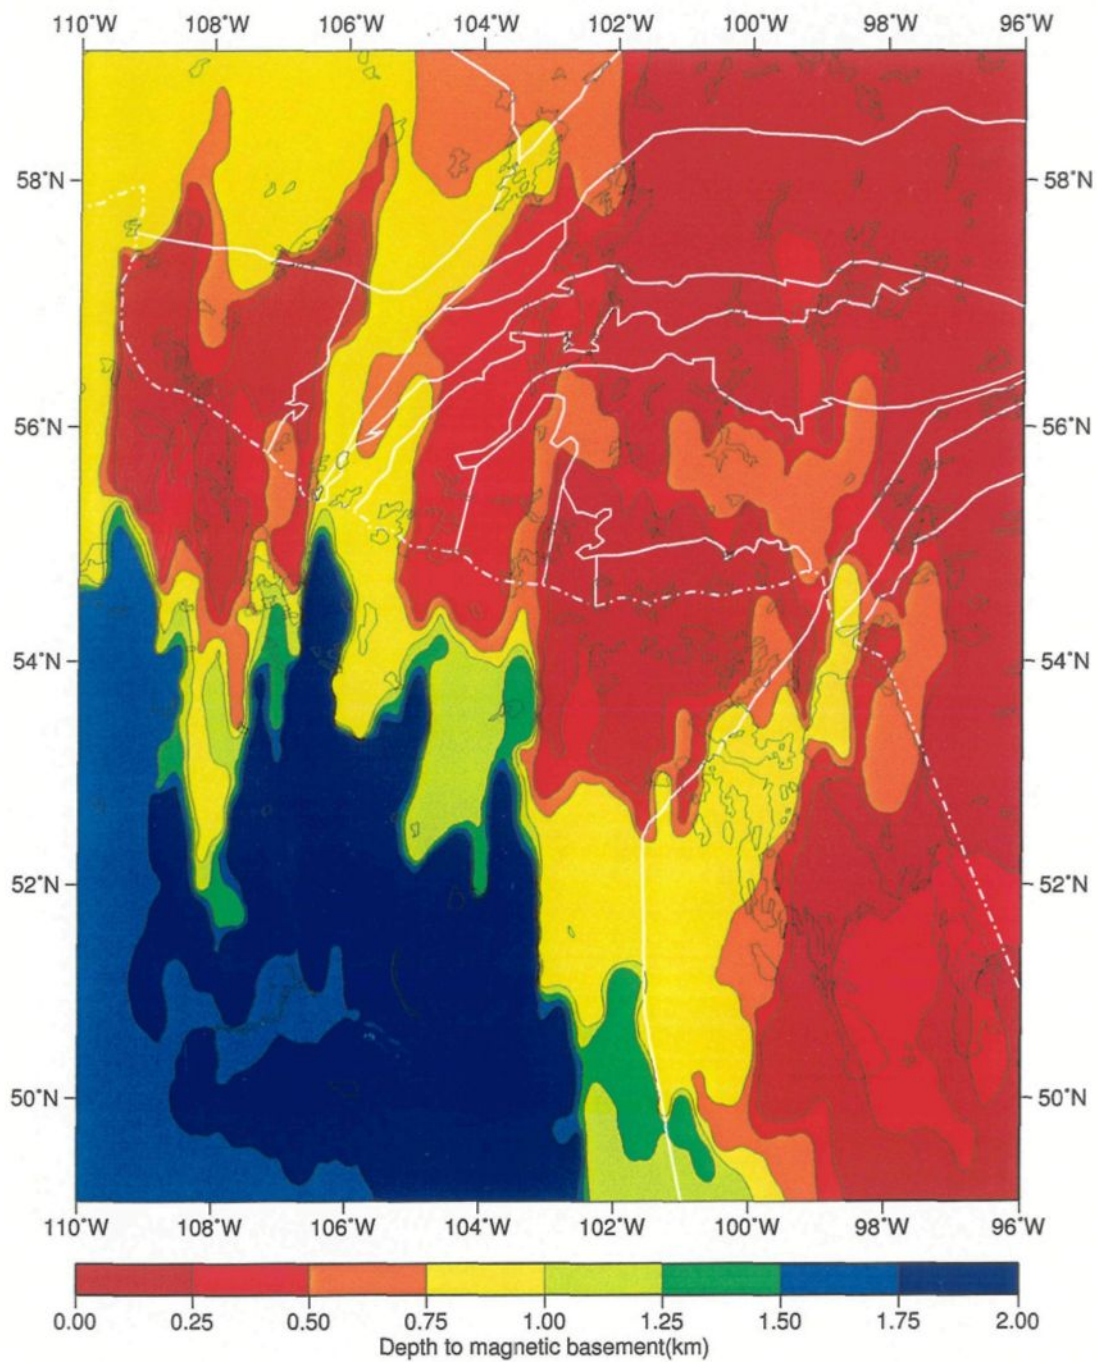 110˚W 108˚W 106˚W 104˚W 102˚W 100˚W 98˚W 96˚W
58˚N 58˚N
56˚N 56˚N
54˚N 54˚N
52˚N 52˚N
50˚N 50˚N
110˚W 108˚W 106˚W 104˚W 102˚W 100˚W 98˚W 96˚W
0.00 0.25 0.50 0.75 1.00 1.25 1.50 1.75 2.00
Depth to magnetic basement(km)